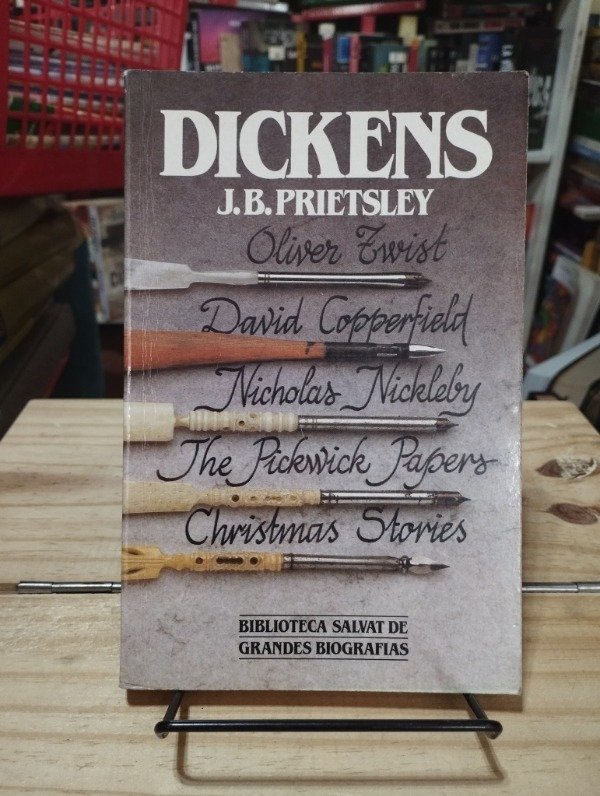 DICKENS
J.B. PRIETSLEY
Oliver Twist
David Copperfield
Nicholas Nickleby
The Pickwick Papers
Christmas Stories
BIBLIOTECA SALVAT DE
GRANDES BIOGRAFIAS